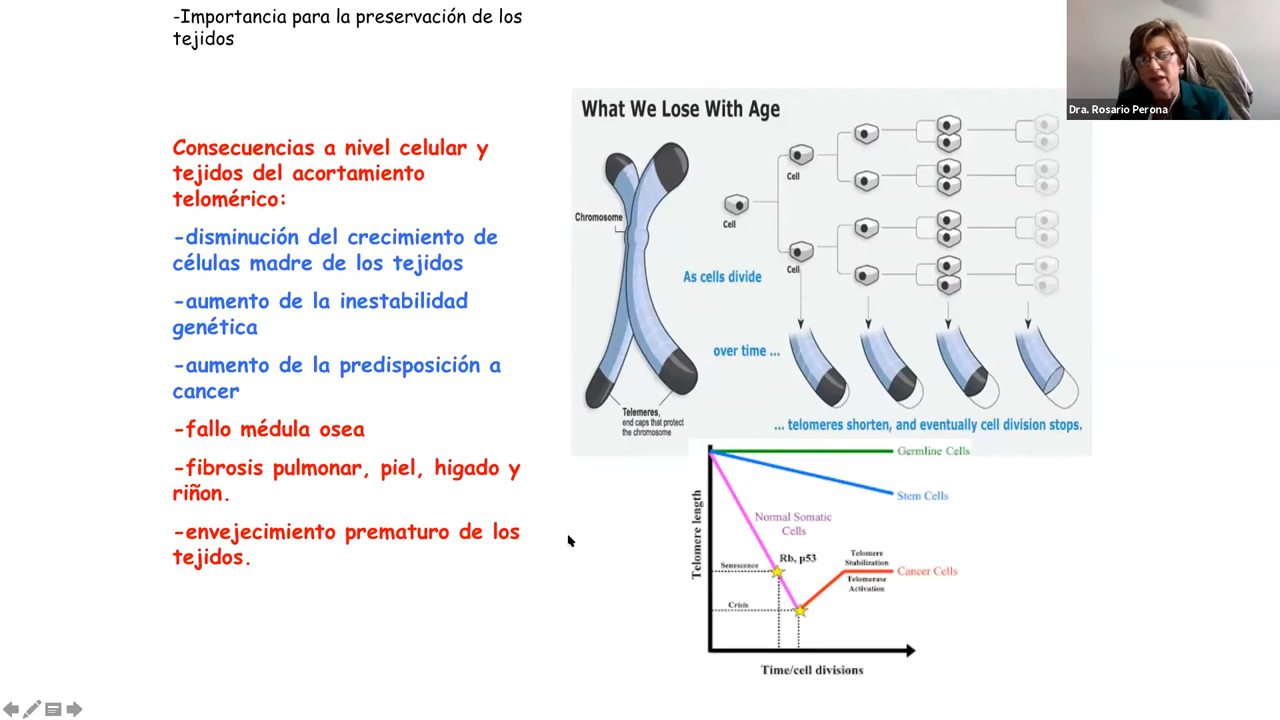 -Importancia para la preservación de los
tejidos
Consecuencias a nivel celular y
tejidos del acortamiento
telomérico:
-disminución del crecimiento de
células madre de los tejidos
-aumento de la inestabilidad
genética
-aumento de la predisposición a
cancer
-fallo médula osea
-fibrosis pulmonar, piel, higado y
riñon.
-envejecimiento prematuro de los
tejidos.
Dra. Rosario Perona
What We Lose With Age
Chromosome
Cell
Cell
Cell
As cells divide
over time ...
Telemeres,
end caps that protect
the chromosome
... telomeres shorten, and eventually cell division stops.
Germline Cells
Stem Cells
Normal Somatic
Cells
Telomere length
Rb, p53
Senescence
Crisis
Telomere
Stabilization
Telomerase
Activation
Cancer Cells
Time/cell divisions